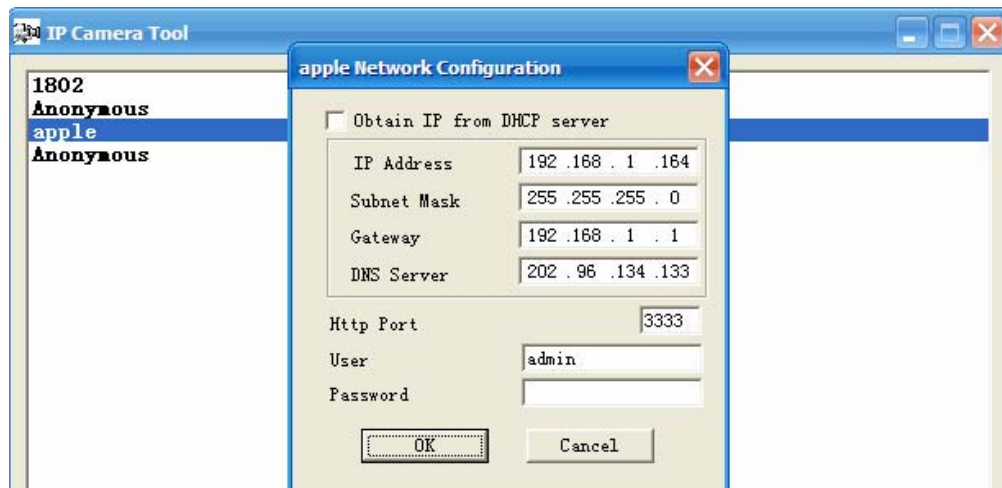 IP Camera Tool
1802
Anonymous
apple
Anonymous
apple Network Configuration
Obtain IP from DHCP server
IP Address 192 .168 . 1 .164
Subnet Mask 255 .255 .255 . 0
Gateway 192 .168 . 1 . 1
DNS Server 202 . 96 .134 .133
Http Port 3333
User admin
Password
OK Cancel